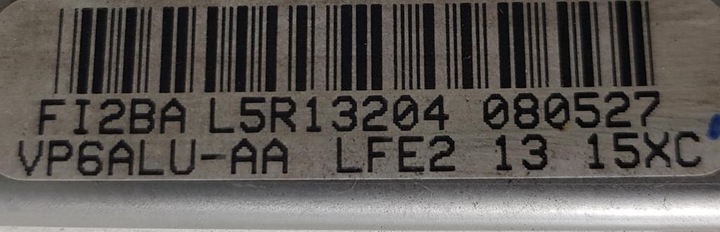 FI2BA L5R13204 080527
VP6ALU-AA LFE2 13 15XC